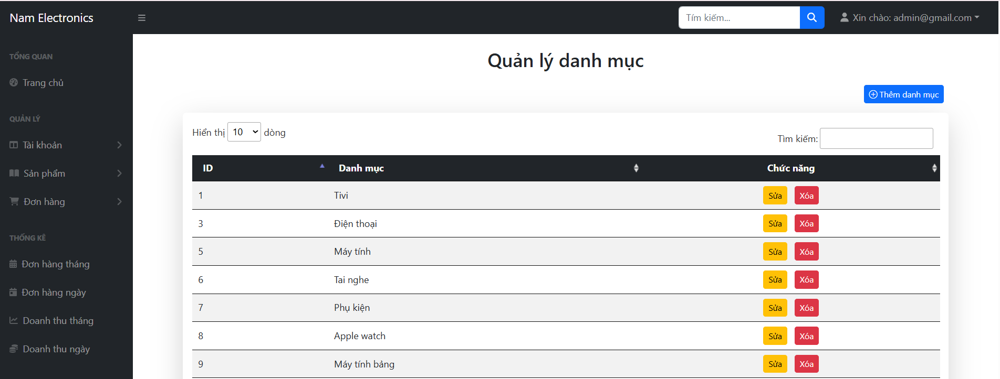 Nam Electronics
Tím kiếm...
Xin chào: admin@gmail.com
TỔNG QUAN
Trang chủ
QUẢN LÝ
Tài khoản
Sản phẩm
Đơn hàng
THỐNG KÊ
Đơn hàng tháng
Đơn hàng ngày
Doanh thu tháng
Doanh thu ngày
Quản lý danh mục
Thêm danh mục
Hiển thị 10 dòng
Tìm kiếm:
ID Danh mục Chức năng
1 Tivi Sửa Xóa
3 Điện thoại Sửa Xóa
5 Máy tính Sửa Xóa
6 Tai nghe Sửa Xóa
7 Phụ kiện Sửa Xóa
8 Apple watch Sửa Xóa
9 Máy tính bảng Sửa Xóa